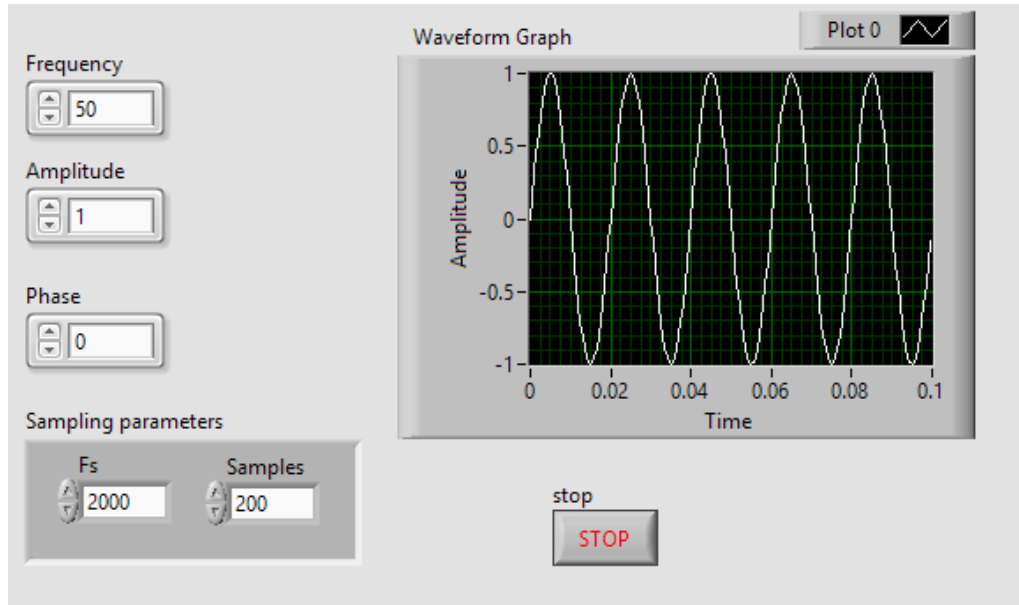 Waveform Graph
Plot 0
Frequency
50
Amplitude
1
Phase
0
Sampling parameters
Fs
2000
Samples
200
Amplitude
1
0.5
0
-0.5
-1
0 0.02 0.04 0.06 0.08 0.1
Time
stop
STOP